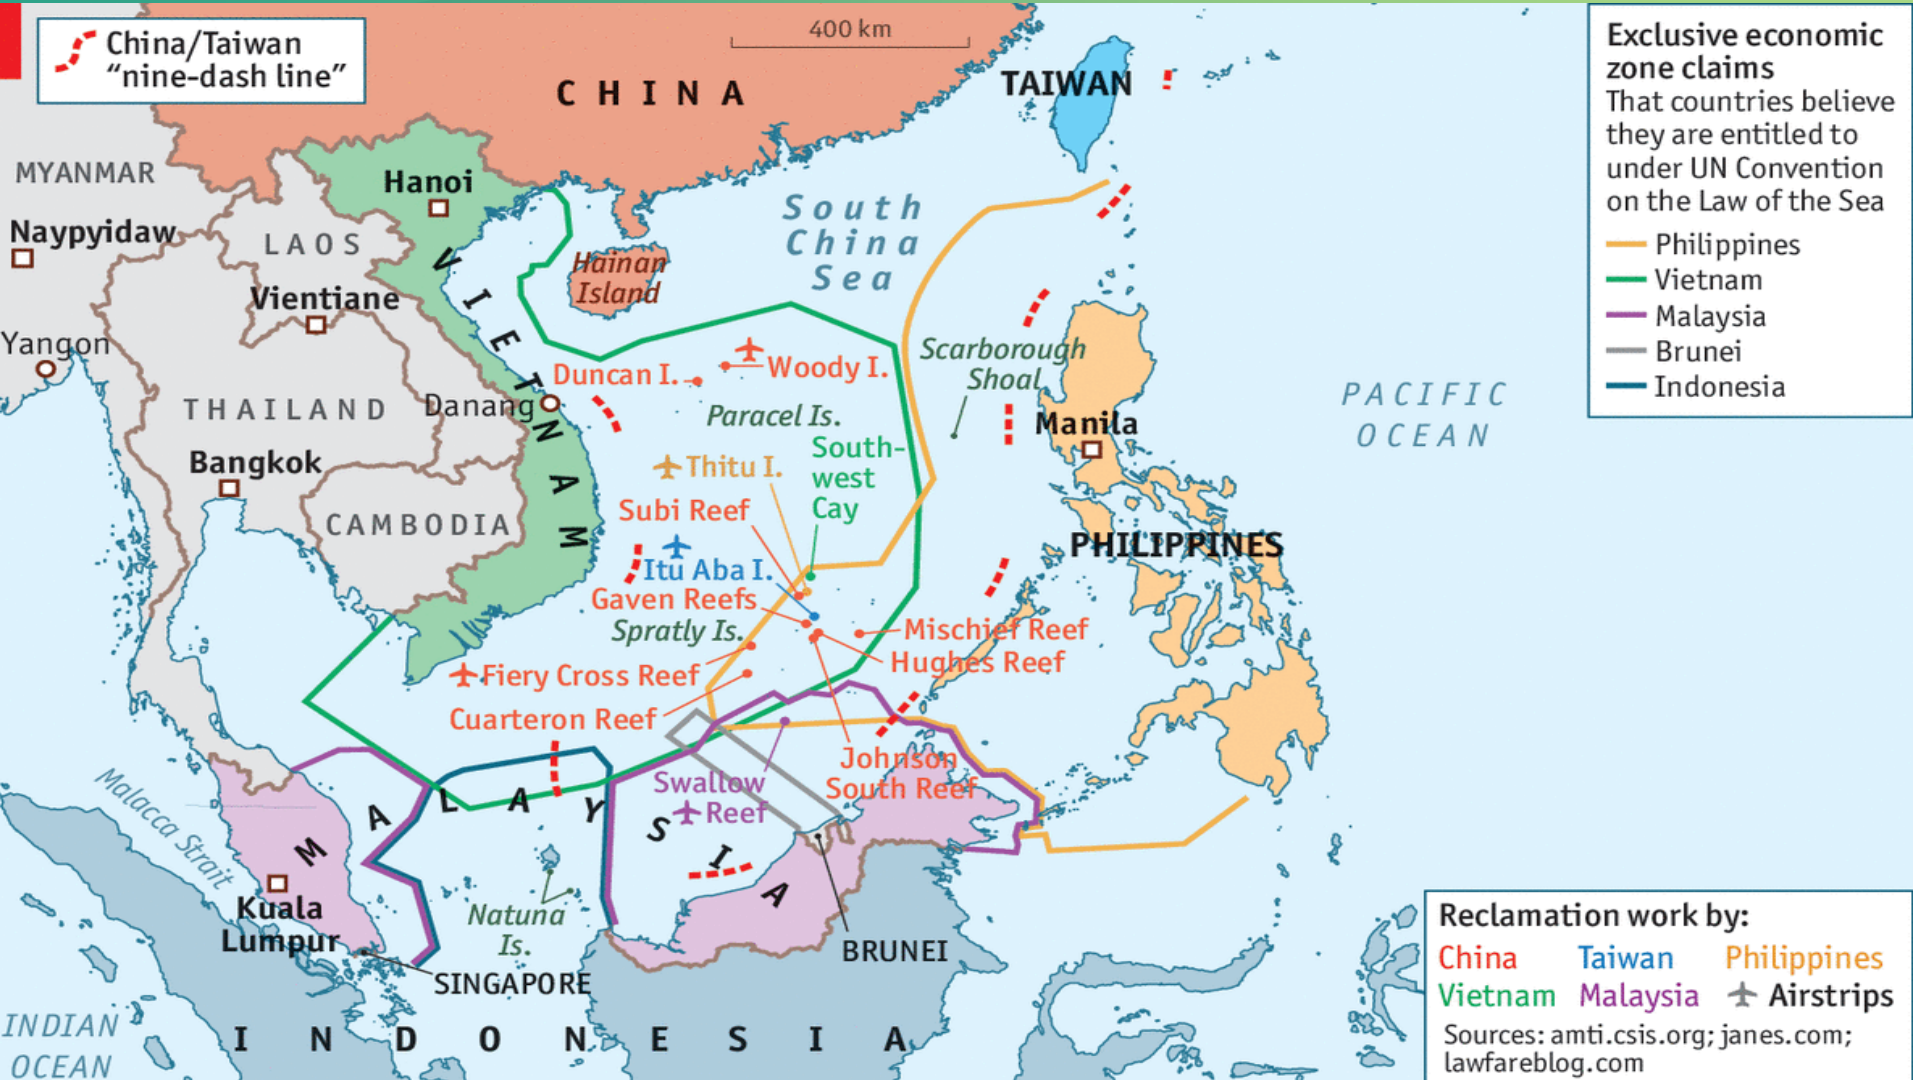 China/Taiwan
“nine-dash line”
400 km
CHINA
TAIWAN
Exclusive economic
zone claims
That countries believe
they are entitled to
under UN Convention
on the Law of the Sea
Philippines
Vietnam
Malaysia
Brunei
Indonesia
MYANMAR
Hanoi
Naypyidaw
LAOS
South
China
Sea
Hainan
Island
VIETNAM
Vientiane
Yangon
THAILAND
Danang
Duncan I.
Woody I.
Paracel Is.
Scarborough
Shoal
Manila
PACIFIC
OCEAN
Bangkok
CAMBODIA
Thitu I.
South-
west
Cay
Subi Reef
Itu Aba I.
PHILIPPINES
Gaven Reefs
Spratly Is.
Mischief Reef
Hughes Reef
Fiery Cross Reef
Cuarteron Reef
Johnson
South Reef
Swallow
Reef
Malacca Strait
MALAYSIA
Kuala
Lumpur
Natuna
Is.
BRUNEI
SINGAPORE
INDIAN
OCEAN
INDONESIA
Reclamation work by:
China Taiwan Philippines
Vietnam Malaysia Airstrips
Sources: amti.csis.org; janes.com;
lawfareblog.com